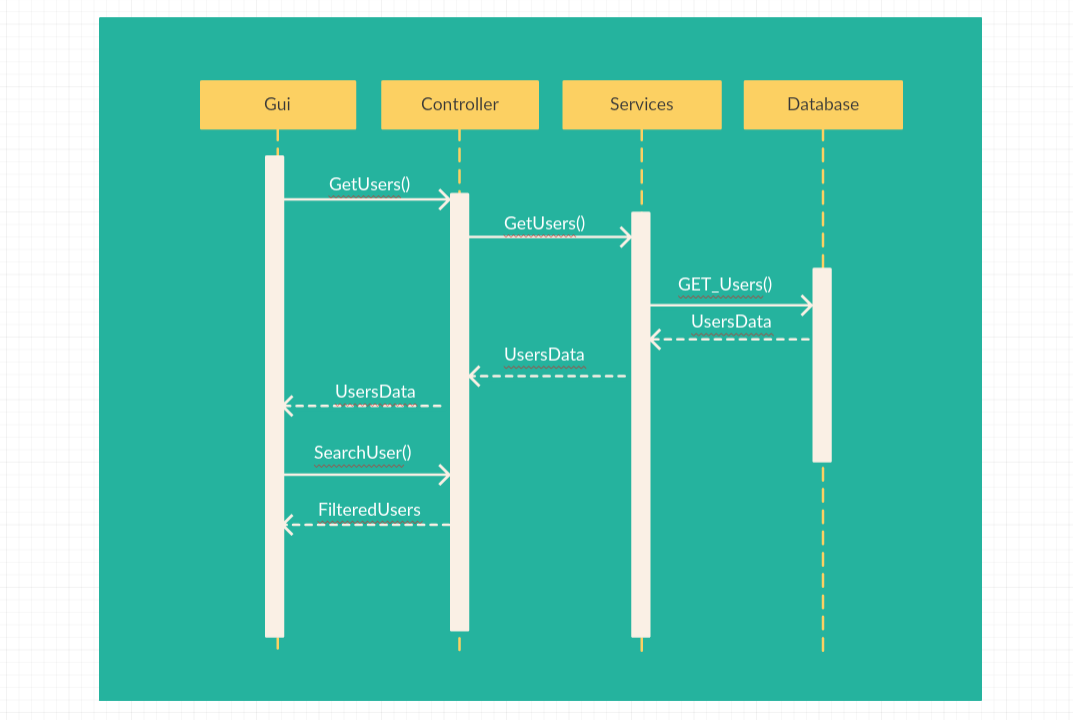 Gui
Controller
Services
Database
GetUsers()
GetUsers()
GET_Users()
UsersData
UsersData
UsersData
SearchUser()
FilteredUsers